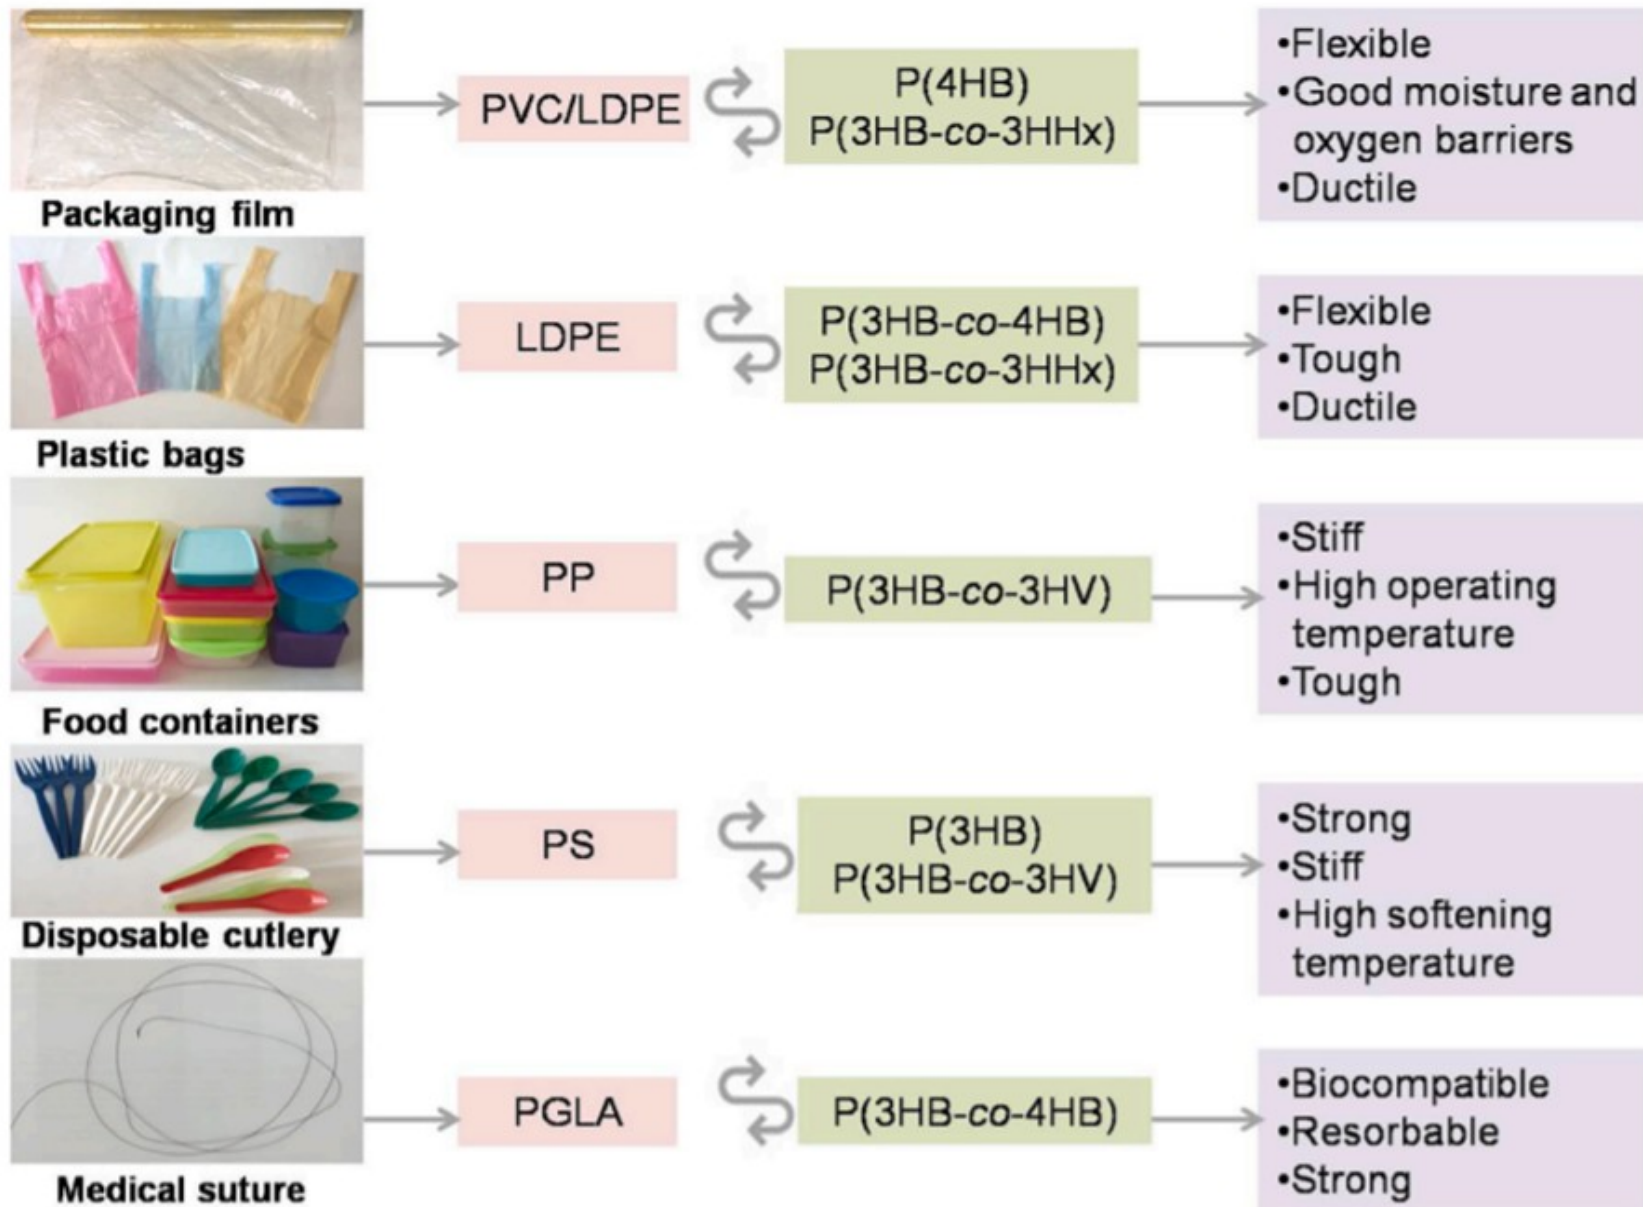 Packaging film
PVC/LDPE
P(4HB)
P(3HB-co-3HHx)
•Flexible
•Good moisture and
oxygen barriers
•Ductile
Plastic bags
LDPE
P(3HB-co-4HB)
P(3HB-co-3HHx)
•Flexible
•Tough
•Ductile
Food containers
PP
P(3HB-co-3HV)
•Stiff
•High operating
temperature
•Tough
Disposable cutlery
PS
P(3HB)
P(3HB-co-3HV)
•Strong
•Stiff
•High softening
temperature
Medical suture
PGLA
P(3HB-co-4HB)
•Biocompatible
•Resorbable
•Strong